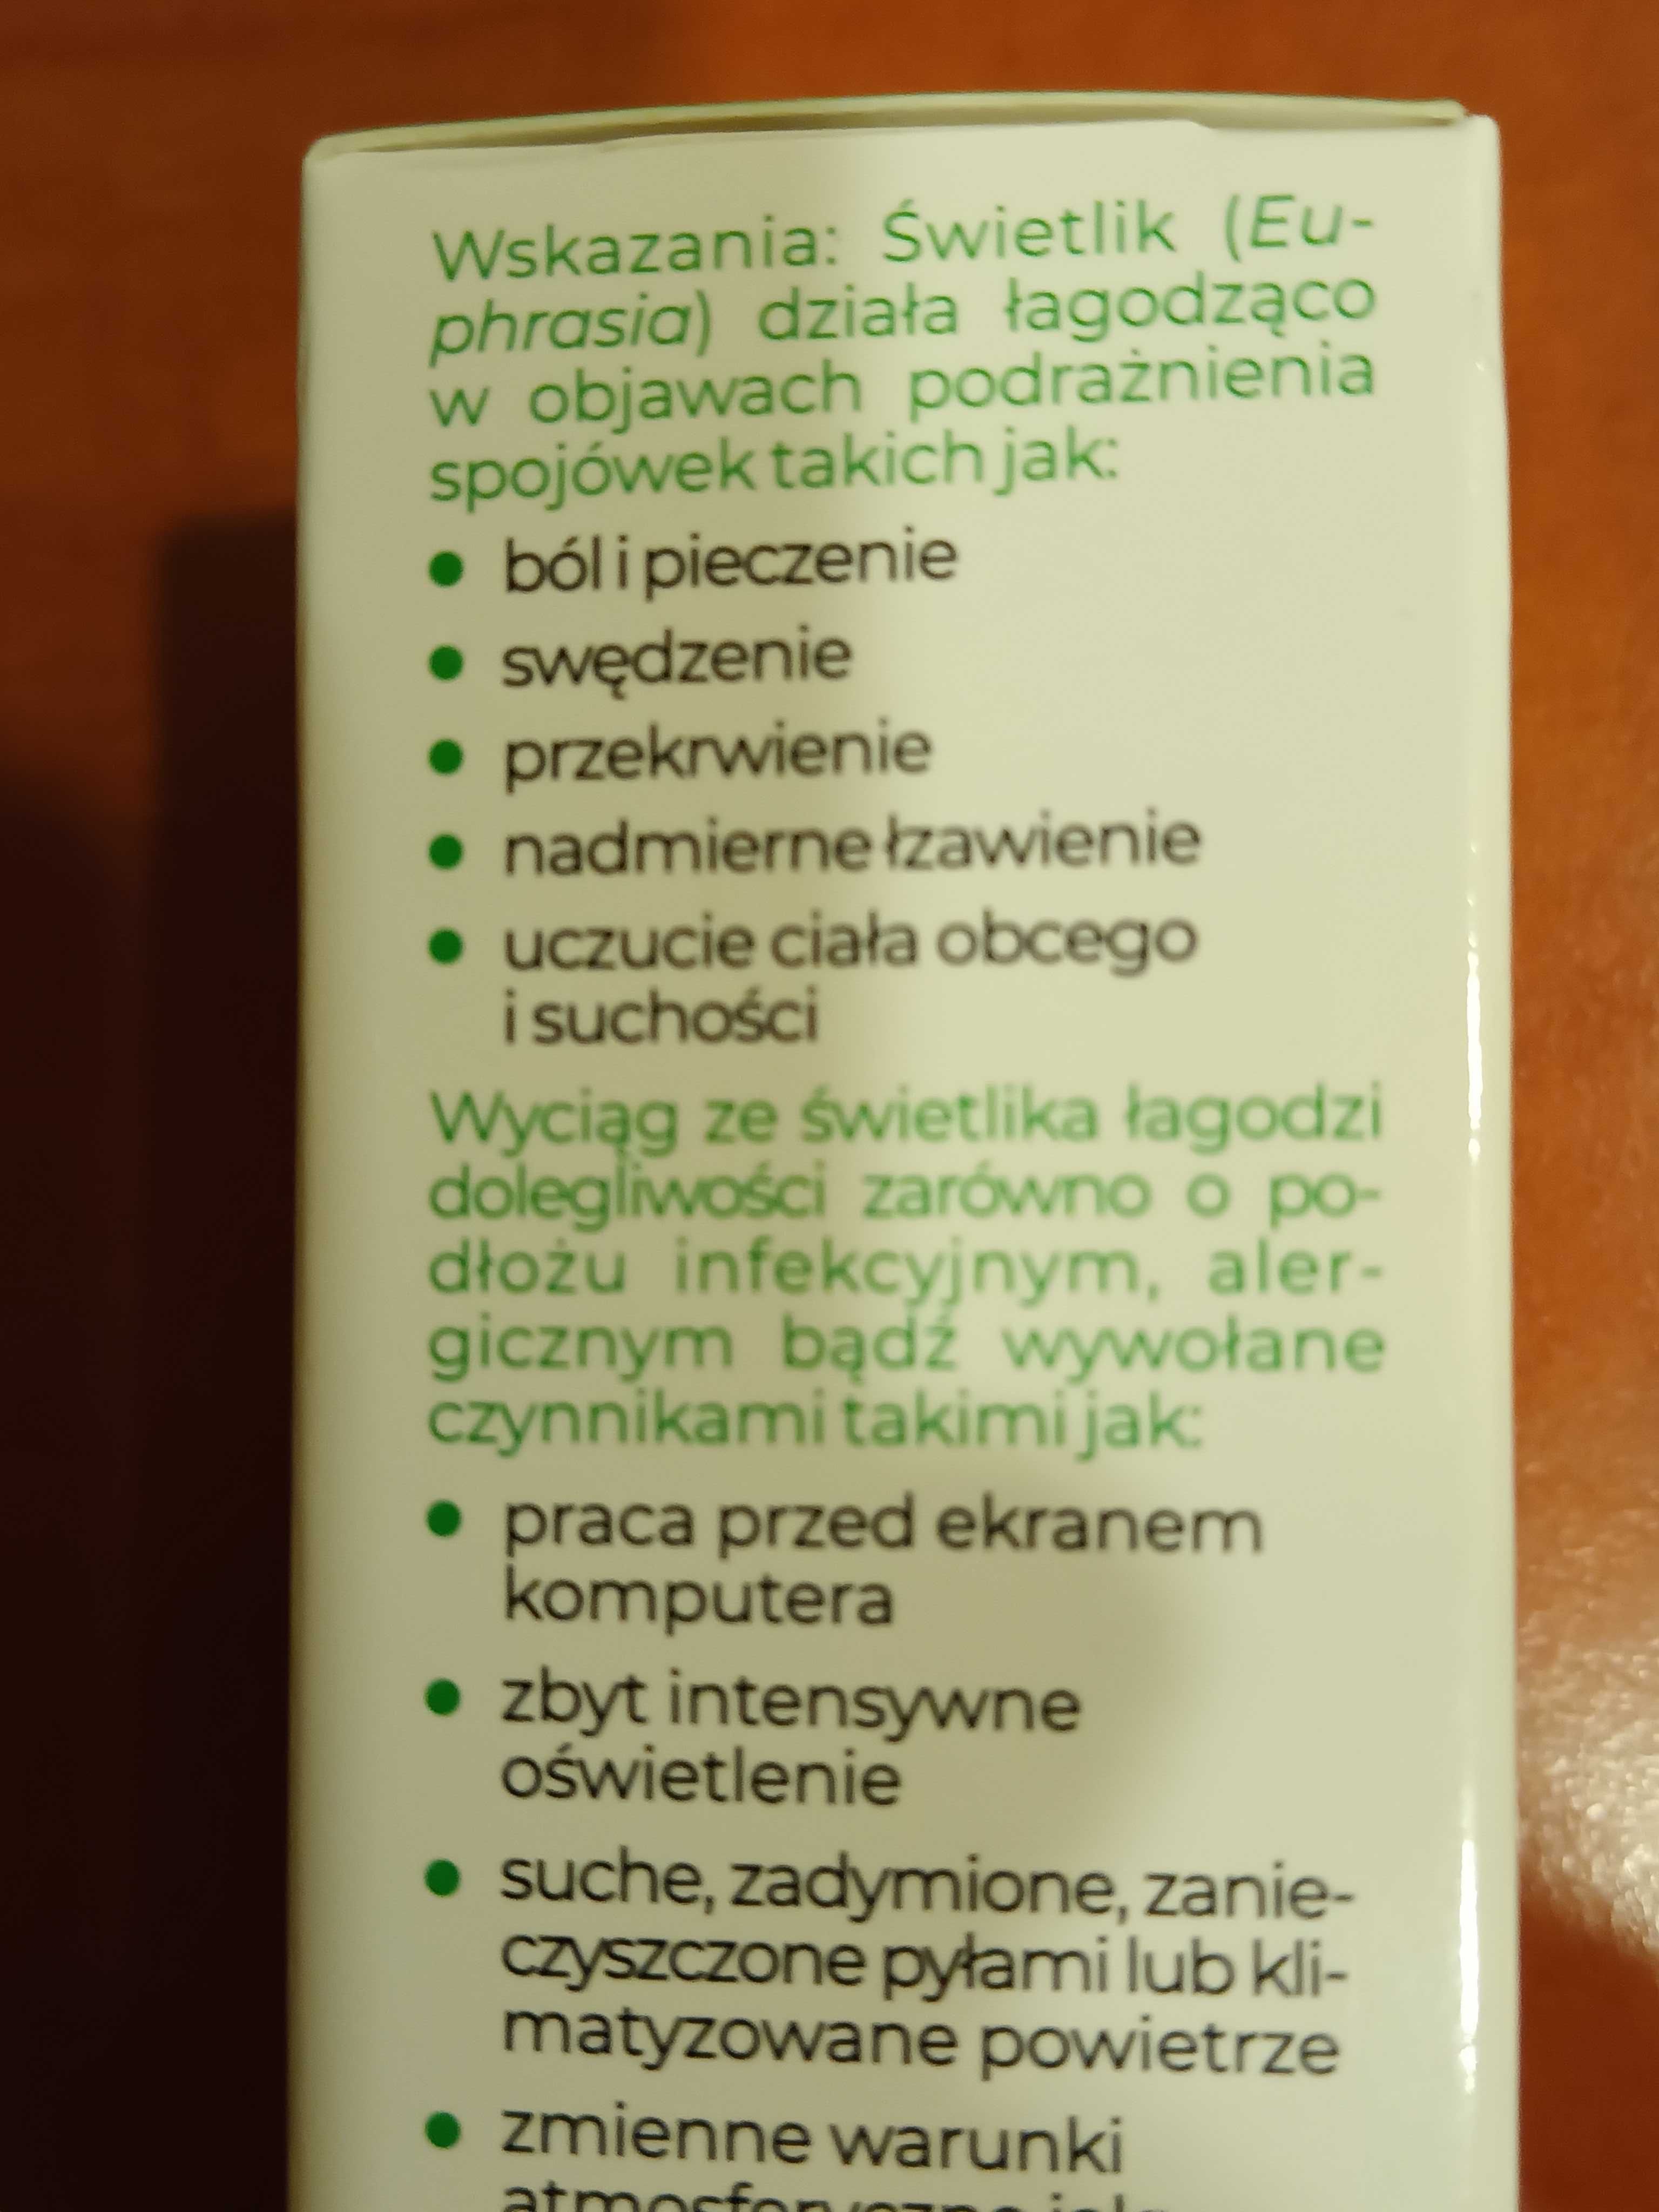 Wskazania: Świetlik (Eu-
phrasia) działa łagodząco
w objawach podrażnienia
spojówek takich jak:
• ból i pieczenie
• swędzenie
• przekrwienie
• nadmierne łzawienie
• uczucie ciała obcego
i suchości
Wyciąg ze świetlika łagodzi
dolegliwości zarówno o po-
dłożu infekcyjnym, aler-
gicznym bądź wywołane
czynnikami takimi jak:
• praca przed ekranem
komputera
• zbyt intensywne
oświetlenie
• suche, zadymione, zanie-
czyszczone pyłami lub kli-
matyzowane powietrze
• zmienne warunki